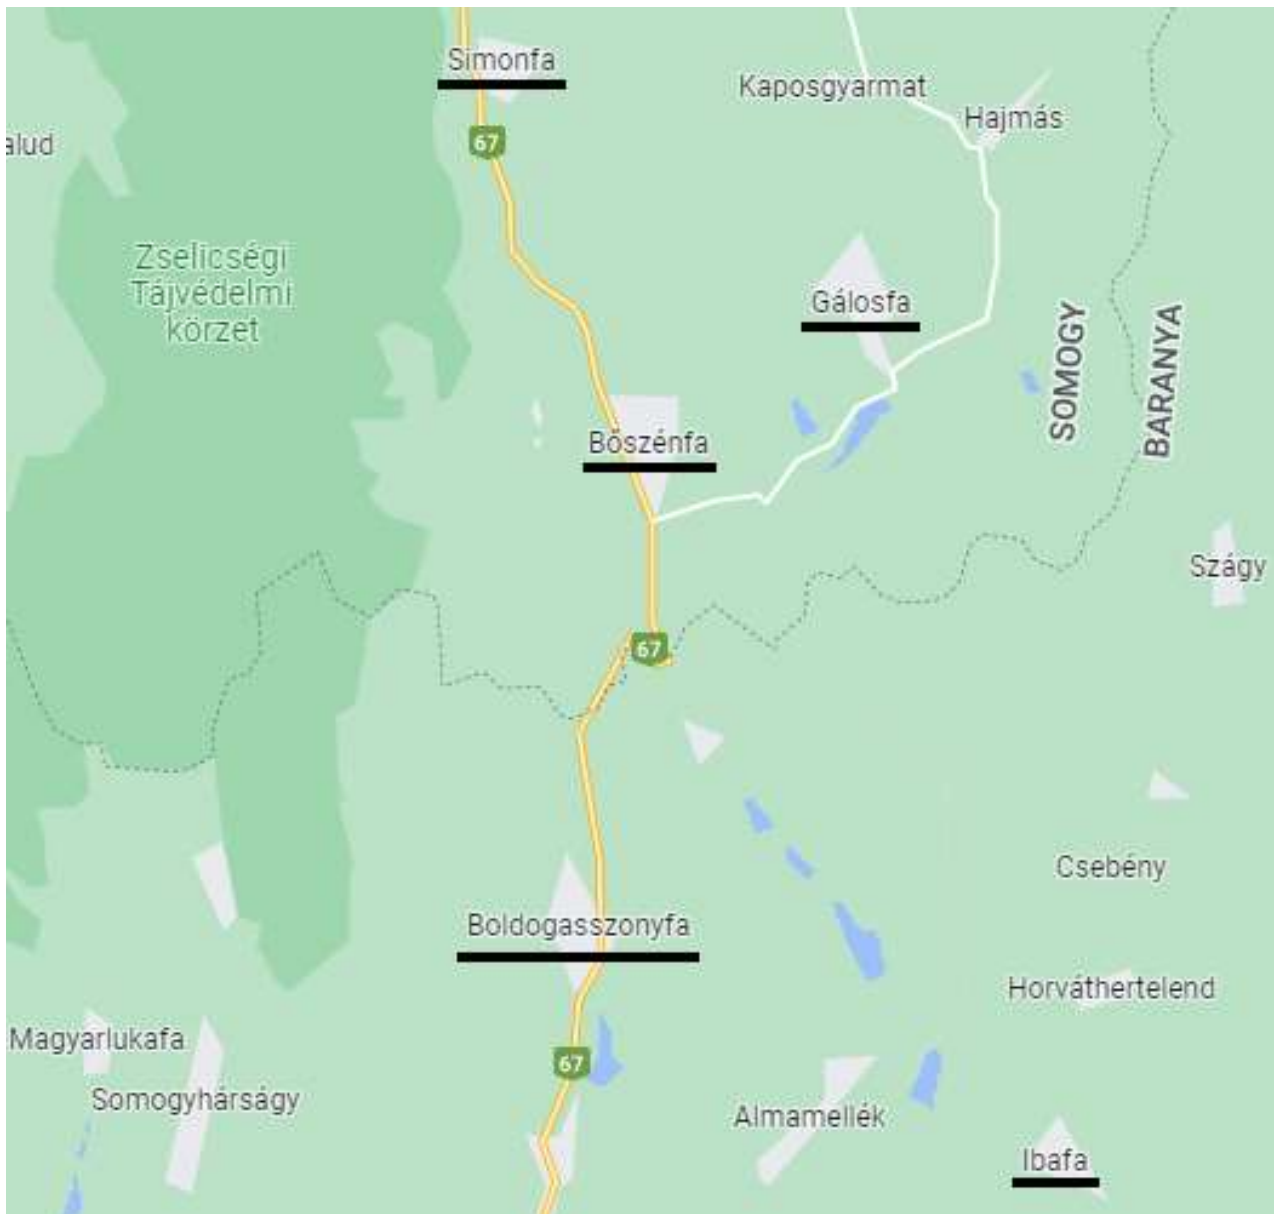 Simonfa
Kaposgyarmat
Hajmás
67
alud
Zselicségi
Tájvédelmi
körzet
Gálosfa
SOMOGY
BARANYA
Bőszénfa
Szágy
67
Csebény
Boldogasszonyfa
Horváthertelend
Magyarlukafa
67
Somogyhárságy
Almamellék
Ibafa